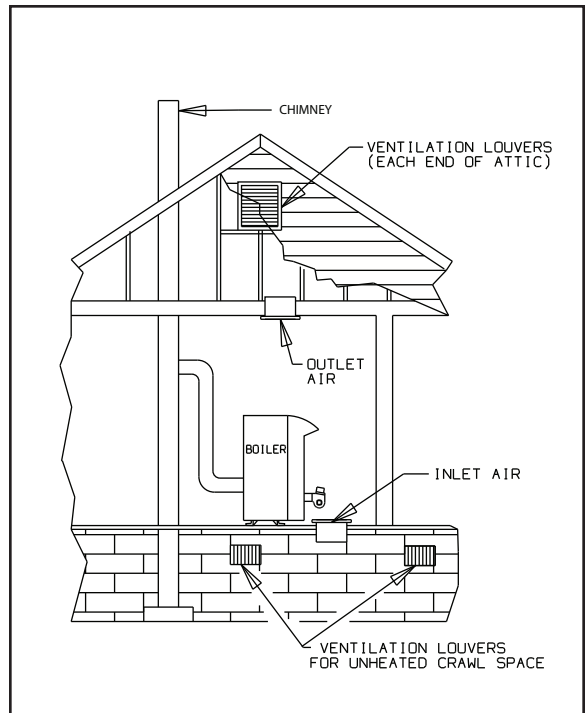 CHIMNEY
VENTILATION LOUVERS
(EACH END OF ATTIC)
OUTLET
AIR
BOILER
INLET AIR
VENTILATION LOUVERS
FOR UNHEATED CRAWL SPACE